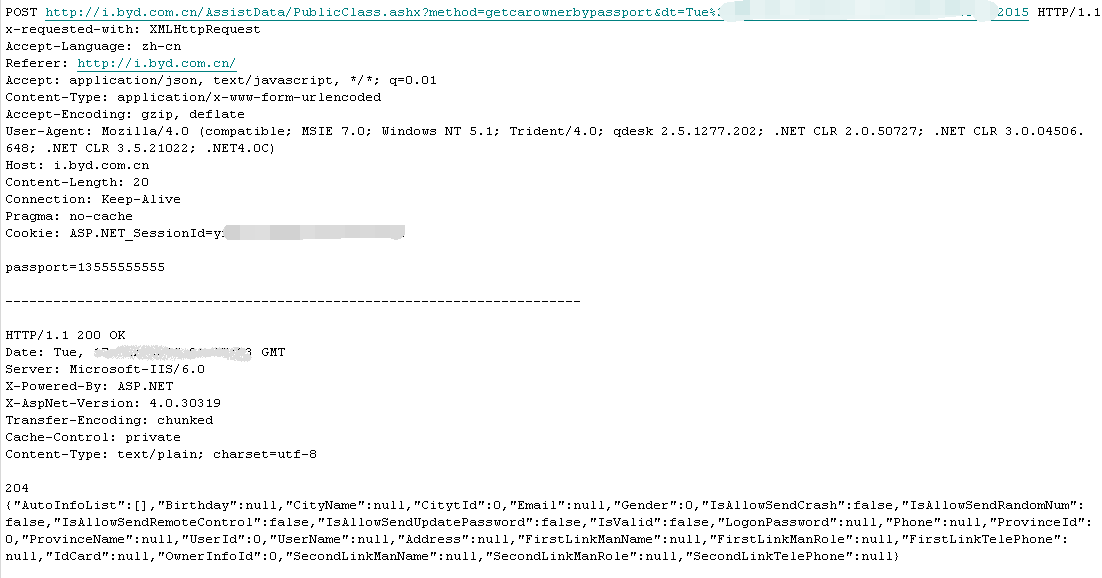 POST http://i.byd.com.cn/AssistData/PublicClass.ashx?method=getcarownerbypassport&dt=Tue% 2015 HTTP/1.1
x-requested-with: XMLHttpRequest
Accept-Language: zh-cn
Referer: http://i.byd.com.cn/
Accept: application/json, text/javascript, */*; q=0.01
Content-Type: application/x-www-form-urlencoded
Accept-Encoding: gzip, deflate
User-Agent: Mozilla/4.0 (compatible; MSIE 7.0; Windows NT 5.1; Trident/4.0; qdesk 2.5.1277.202; .NET CLR 2.0.50727; .NET CLR 3.0.04506.
648; .NET CLR 3.5.21022; .NET4.0C)
Host: i.byd.com.cn
Content-Length: 20
Connection: Keep-Alive
Pragma: no-cache
Cookie: ASP.NET_SessionId=y
passport=13555555555
------------------------------------------------------------------------
HTTP/1.1 200 OK
Date: Tue, GMT
Server: Microsoft-IIS/6.0
X-Powered-By: ASP.NET
X-AspNet-Version: 4.0.30319
Transfer-Encoding: chunked
Cache-Control: private
Content-Type: text/plain; charset=utf-8
204
{"AutoInfoList":[],"Birthday":null,"CityName":null,"CitytId":0,"Email":null,"Gender":0,"IsAllowSendCrash":false,"IsAllowSendRandomNum":
false,"IsAllowSendRemoteControl":false,"IsAllowSendUpdatePassword":false,"IsValid":false,"LogonPassword":null,"Phone":null,"ProvinceId":
0,"ProvinceName":null,"UserId":0,"UserName":null,"Address":null,"FirstLinkManName":null,"FirstLinkManRole":null,"FirstLinkTelePhone":
null,"IdCard":null,"OwnerInfoId":0,"SecondLinkManName":null,"SecondLinkManRole":null,"SecondLinkTelePhone":null}